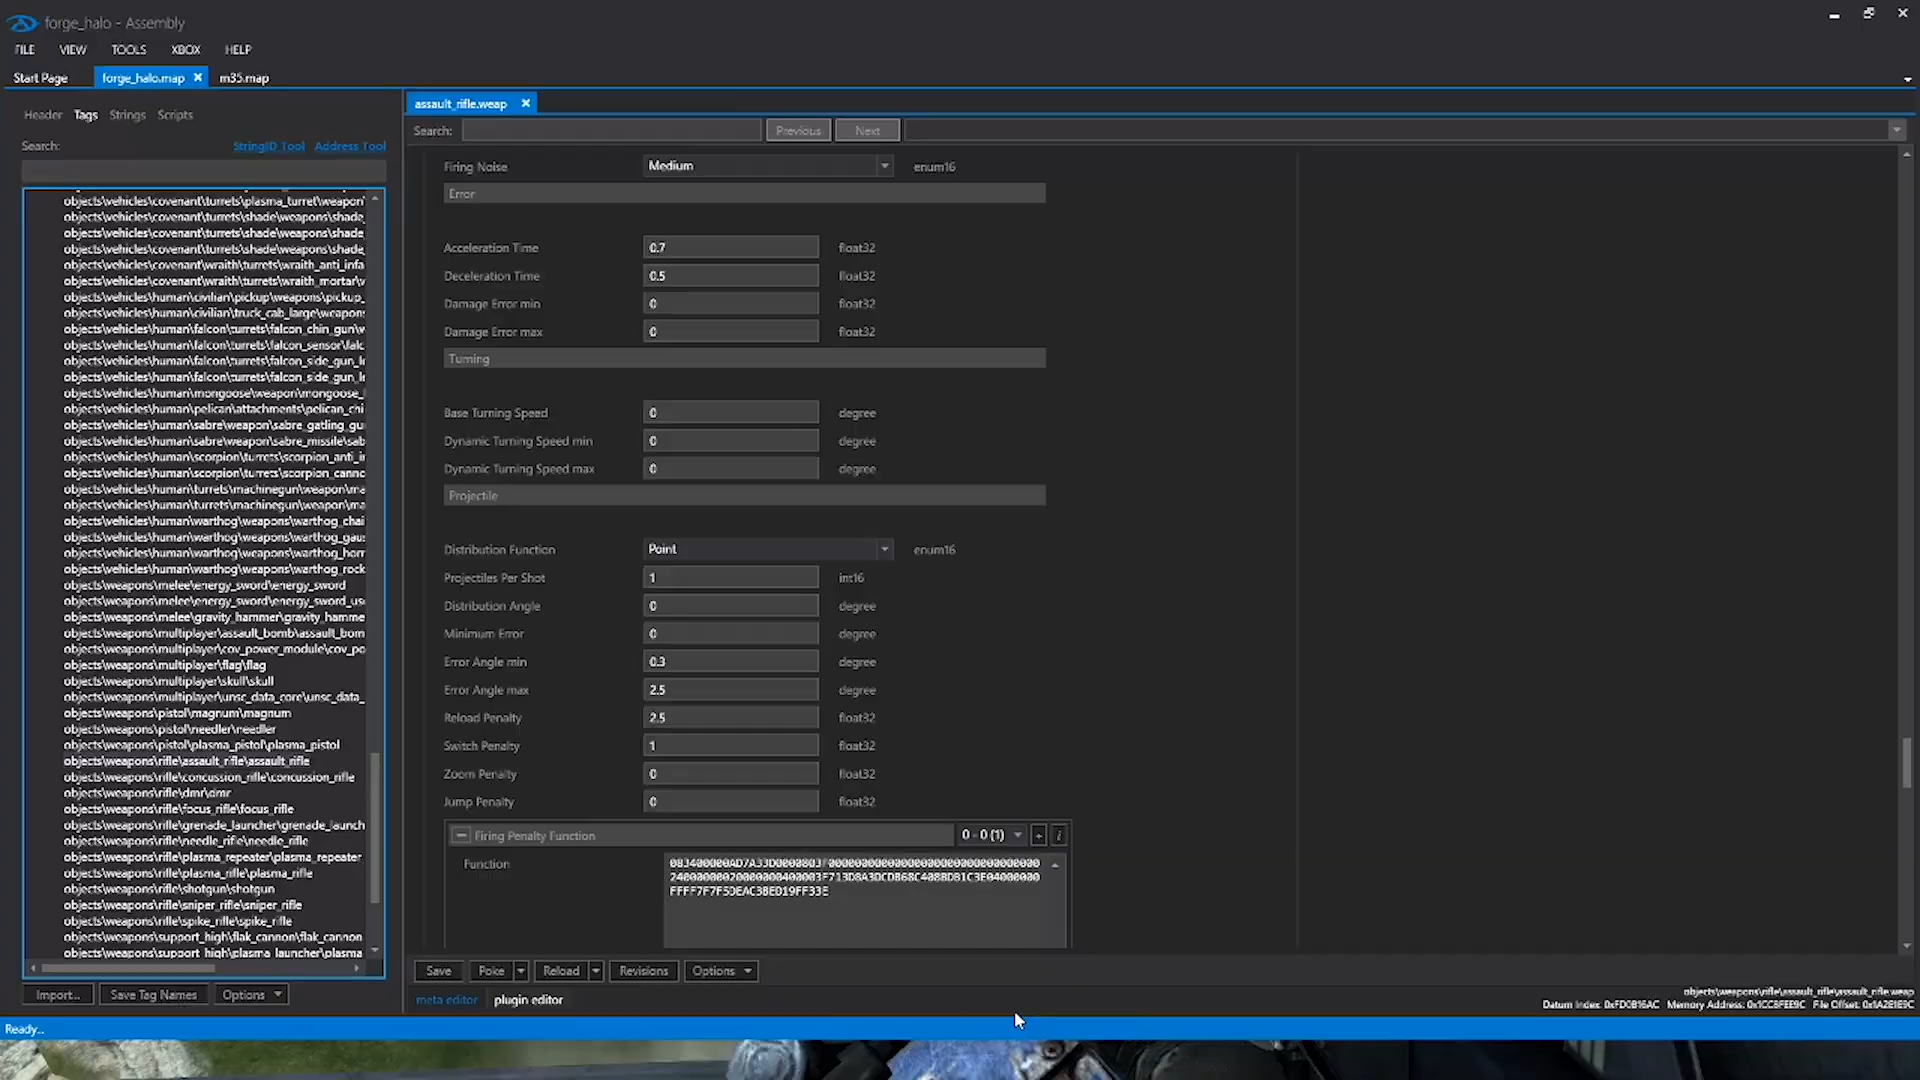 forge_halo - Assembly
FILE VIEW TOOLS XBOX HELP
Start Page forge_halo.map × m35.map
Header Tags Strings Scripts
Search: StringID Tool Address Tool
objects\vehicles\covenant\turrets\plasma_turret\weapon\
objects\vehicles\covenant\turrets\shade\weapons\shade_
objects\vehicles\covenant\turrets\shade\weapons\shade_
objects\vehicles\covenant\turrets\shade\weapons\shade_
objects\vehicles\covenant\wraith\turrets\wraith_anti_infa
objects\vehicles\covenant\wraith\turrets\wraith_mortar\w
objects\vehicles\human\civilian\pickup\weapons\pickup_
objects\vehicles\human\civilian\truck_cab_large\weapons
objects\vehicles\human\falcon\turrets\falcon_chin_gun\w
objects\vehicles\human\falcon\turrets\falcon_sensor\falc
objects\vehicles\human\falcon\turrets\falcon_side_gun_l
objects\vehicles\human\falcon\turrets\falcon_side_gun_l
objects\vehicles\human\mongoose\weapon\mongoose_
objects\vehicles\human\pelican\attachments\pelican_chi
objects\vehicles\human\sabre\weapon\sabre_gatling_gu
objects\vehicles\human\sabre\weapon\sabre_missile\sab
objects\vehicles\human\scorpion\turrets\scorpion_anti_i
objects\vehicles\human\scorpion\turrets\scorpion_canno
objects\vehicles\human\turrets\machinegun\weapon\ma
objects\vehicles\human\turrets\machinegun\weapon\ma
objects\vehicles\human\warthog\weapons\warthog_chai
objects\vehicles\human\warthog\weapons\warthog_gau
objects\vehicles\human\warthog\weapons\warthog_horr
objects\vehicles\human\warthog\weapons\warthog_rock
objects\weapons\melee\energy_sword\energy_sword
objects\weapons\melee\energy_sword\energy_sword_us
objects\weapons\melee\gravity_hammer\gravity_hamme
objects\weapons\multiplayer\assault_bomb\assault_bom
objects\weapons\multiplayer\cov_power_module\cov_po
objects\weapons\multiplayer\flag\flag
objects\weapons\multiplayer\skull\skull
objects\weapons\multiplayer\unsc_data_core\unsc_data_
objects\weapons\pistol\magnum\magnum
objects\weapons\pistol\needler\needler
objects\weapons\pistol\plasma_pistol\plasma_pistol
objects\weapons\rifle\assault_rifle\assault_rifle
objects\weapons\rifle\concussion_rifle\concussion_rifle
objects\weapons\rifle\dmr\dmr
objects\weapons\rifle\focus_rifle\focus_rifle
objects\weapons\rifle\grenade_launcher\grenade_launch
objects\weapons\rifle\needle_rifle\needle_rifle
objects\weapons\rifle\plasma_repeater\plasma_repeater
objects\weapons\rifle\plasma_rifle\plasma_rifle
objects\weapons\rifle\shotgun\shotgun
objects\weapons\rifle\sniper_rifle\sniper_rifle
objects\weapons\rifle\spike_rifle\spike_rifle
objects\weapons\support_high\flak_cannon\flak_cannon
objects\weapons\support_high\plasma_launcher\plasma
Import... Save Tag Names Options
assault_rifle.weap ×
Search: Previous Next
Firing Noise Medium enum16
Error
Acceleration Time 0.7 float32
Deceleration Time 0.5 float32
Damage Error min 0 float32
Damage Error max 0 float32
Turning
Base Turning Speed 0 degree
Dynamic Turning Speed min 0 degree
Dynamic Turning Speed max 0 degree
Projectile
Distribution Function Point enum16
Projectiles Per Shot 1 int16
Distribution Angle 0 degree
Minimum Error 0 degree
Error Angle min 0.3 degree
Error Angle max 2.5 degree
Reload Penalty 2.5 float32
Switch Penalty 1 float32
Zoom Penalty 0 float32
Jump Penalty 0 float32
Firing Penalty Function 0 - 0 (1) + i
Function
Save Poke Reload Revisions Options
meta editor plugin editor
objects\weapons\rifle\assault_rifle\assault_rifle.weap
Datum Index: Memory Address: File Offset:
Ready...